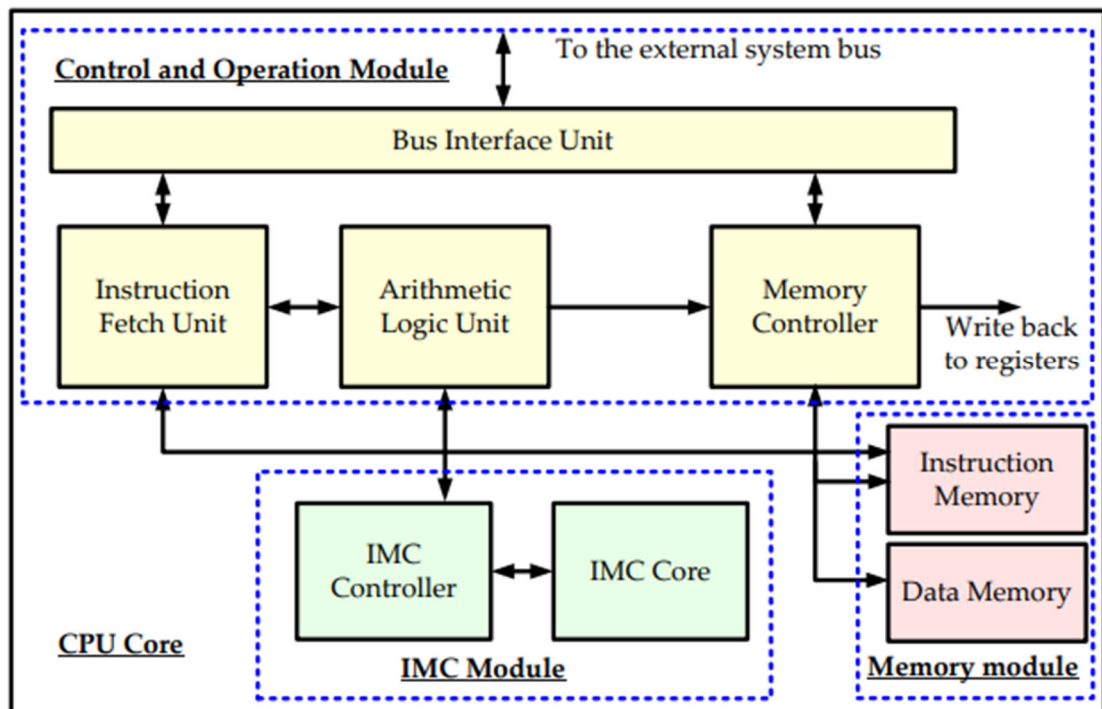 To the external system bus
Control and Operation Module
Bus Interface Unit
Instruction
Fetch Unit
Arithmetic
Logic Unit
Memory
Controller
Write back
to registers
Instruction
Memory
IMC
Controller
IMC Core
Data Memory
CPU Core
IMC Module
Memory module